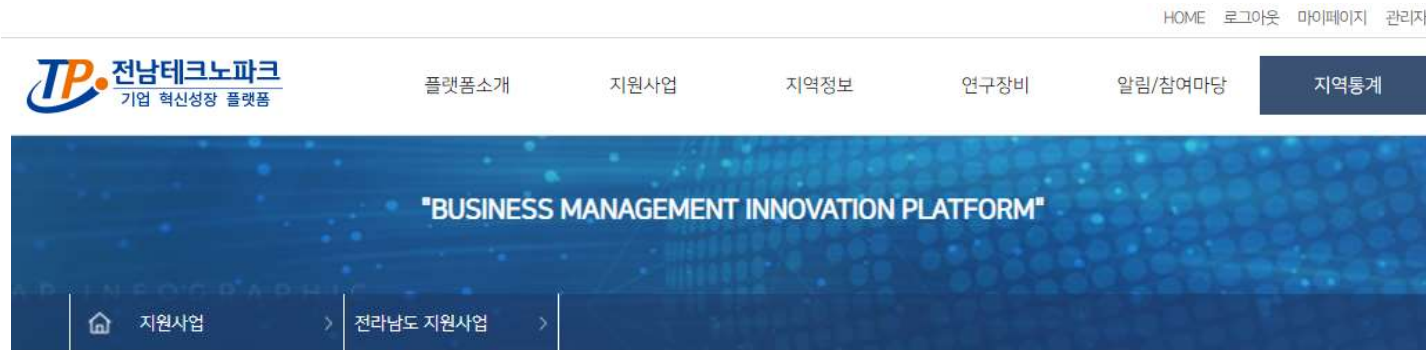 HOME 로그아웃 마이페이지 관리자
TP 전남테크노파크
기업 혁신성장 플랫폼
플랫폼소개 지원사업 지역정보 연구장비 알림/참여마당 지역통계
"BUSINESS MANAGEMENT INNOVATION PLATFORM"
AP INFOGRAPHIC
지원사업 > 전라남도 지원사업 >